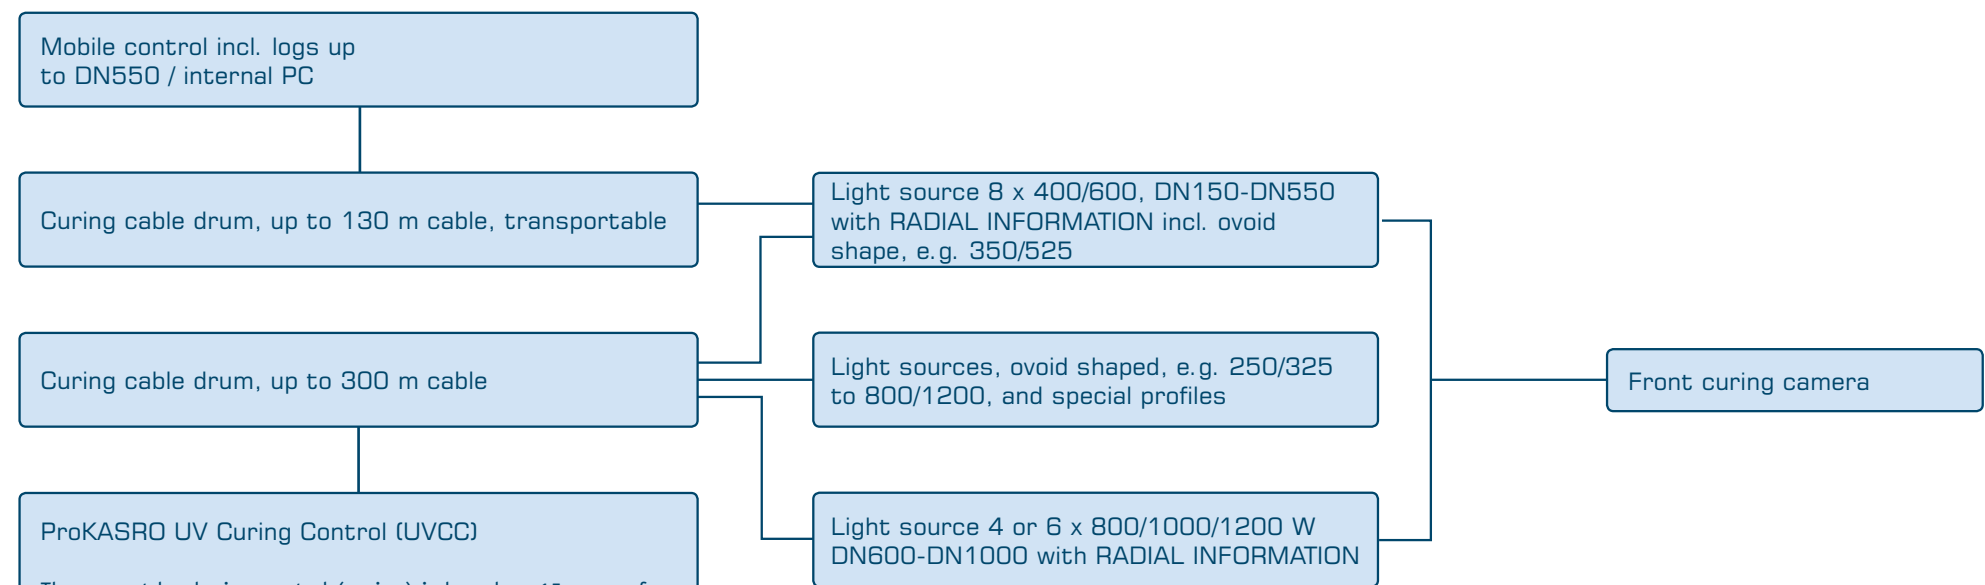 Mobile control incl. logs up
to DN550 / internal PC
Curing cable drum, up to 130 m cable, transportable
Light source 8 x 400/600, DN150-DN550
with RADIAL INFORMATION incl. ovoid
shape, e.g. 350/525
Curing cable drum, up to 300 m cable
Light sources, ovoid shaped, e.g. 250/325
to 800/1200, and special profiles
Front curing camera
ProKASRO UV Curing Control (UVCC)
Light source 4 or 6 x 800/1000/1200 W
DN600-DN1000 with RADIAL INFORMATION